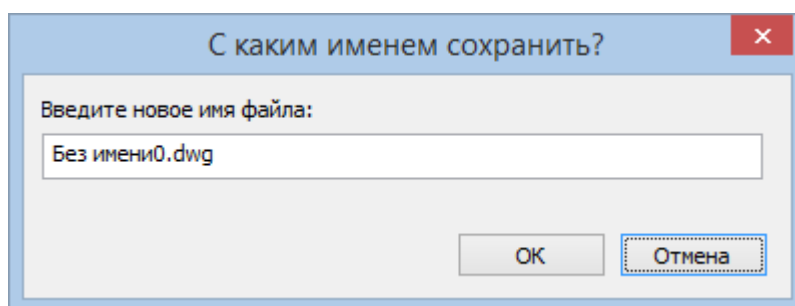 С каким именем сохранить?
Введите новое имя файла:
Без имени0.dwg
OK
Отмена